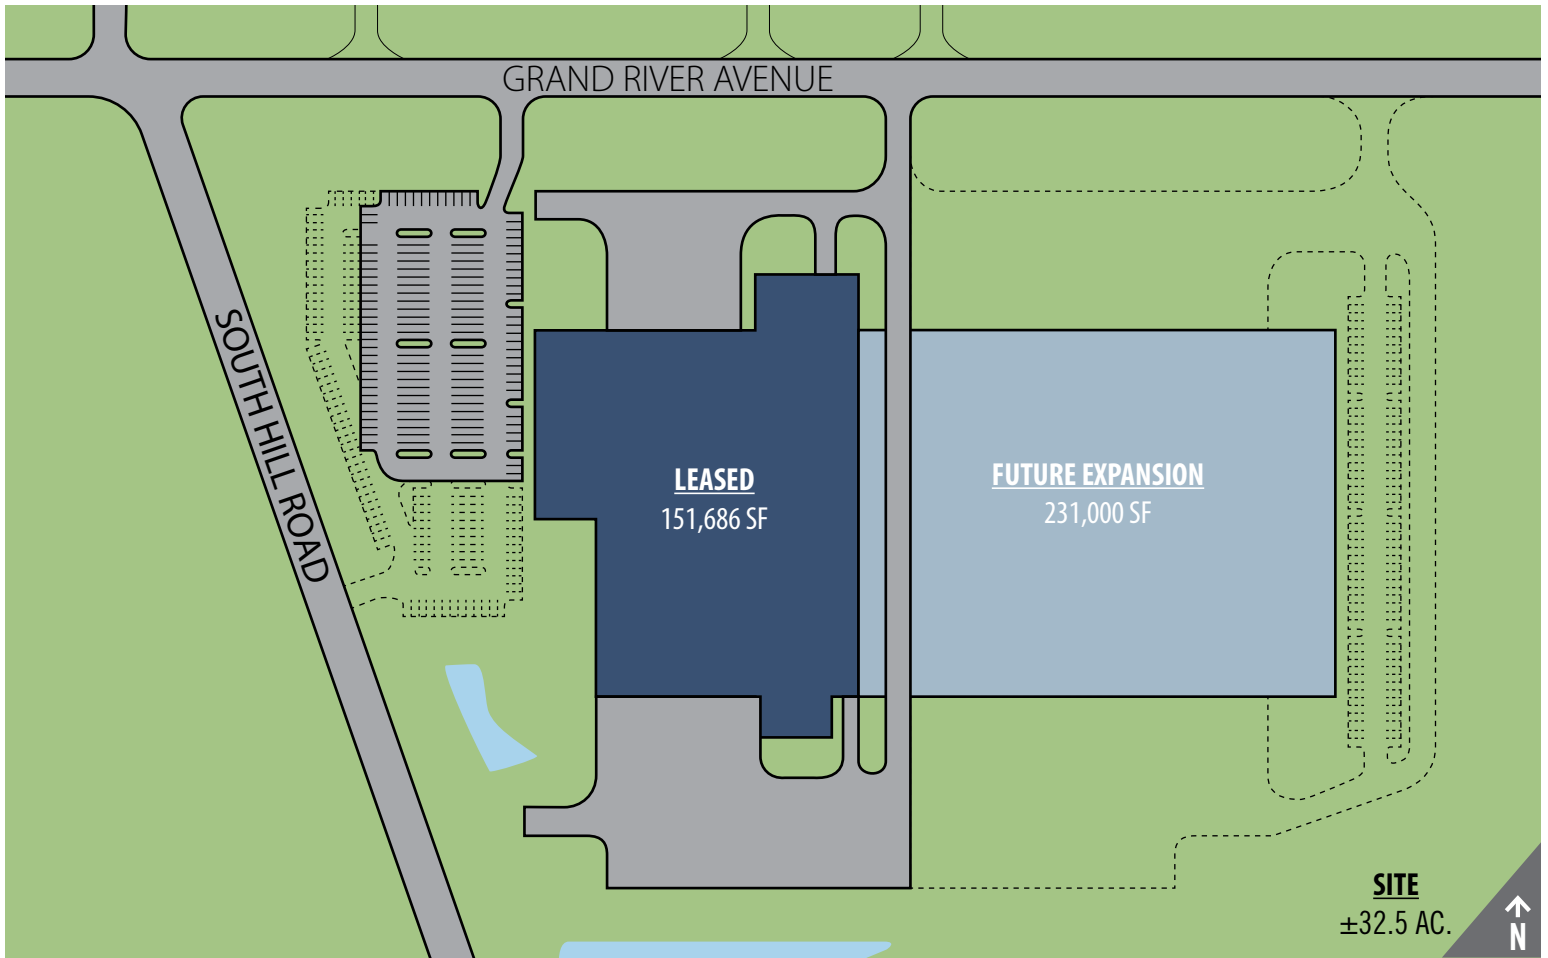 GRAND RIVER AVENUE
SOUTH HILL ROAD
LEASED
151,686 SF
FUTURE EXPANSION
231,000 SF
SITE
±32.5 AC.
N